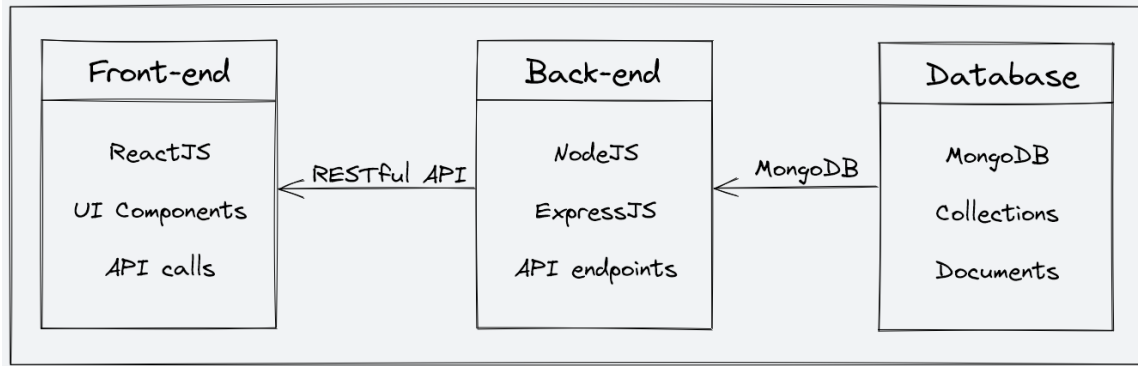 Front-end
ReactJS
UI Components
API calls
RESTful API
Back-end
NodeJS
ExpressJS
API endpoints
MongoDB
Database
MongoDB
Collections
Documents